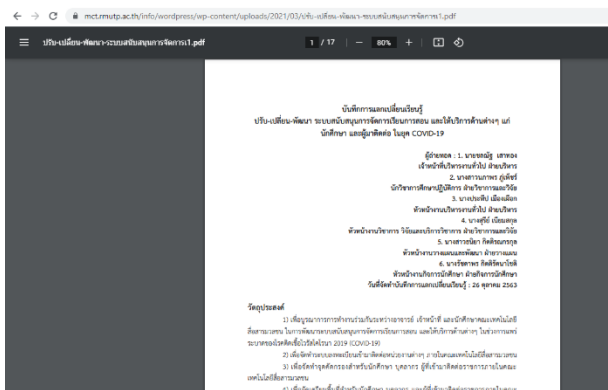 mct.rmutp.ac.th/info/wordpress/wp-content/uploads/2021/03/ปรับ-เปลี่ยน-พัฒนา-ระบบสนับสนุนการจัดการเ1.pdf
ปรับ-เปลี่ยน-พัฒนา-ระบบสนับสนุนการจัดการเ1.pdf
1 / 17 | − 80% +
บันทึกการแลกเปลี่ยนเรียนรู้
ปรับ-เปลี่ยน-พัฒนา ระบบสนับสนุนการจัดการเรียนการสอน และให้บริการด้านต่างๆ แก่
นักศึกษา และผู้มาติดต่อ ในยุค COVID-19
ผู้ถ่ายทอด : 1. นายชลณัฐ เสาทอง
เจ้าหน้าที่บริหารงานทั่วไป ฝ่ายบริหาร
2. นางสาวนภาพร ภู่เพ็ชร์
นักวิชาการศึกษาปฏิบัติการ ฝ่ายวิชาการและวิจัย
3. นางประทีป เมืองเผือก
หัวหน้างานบริหารงานทั่วไป ฝ่ายบริหาร
4. นางสุรีย์ เนียมสกุล
หัวหน้างานวิชาการ วิจัยและบริการวิชาการ ฝ่ายวิชาการและวิจัย
5. นางสาวธนิยา กิตติรณรกุล
หัวหน้างานวางแผนและพัฒนา ฝ่ายวางแผน
6. นางรัชดาพร กิตติรัตนาโชติ
หัวหน้างานกิจการนักศึกษา ฝ่ายกิจการนักศึกษา
วันที่จัดทำบันทึกการแลกเปลี่ยนเรียนรู้ : 26 ตุลาคม 2563
วัตถุประสงค์
1) เพื่อบูรณาการการทำงานร่วมกันระหว่างอาจารย์ เจ้าหน้าที่ และนักศึกษาคณะเทคโนโลยี
สื่อสารมวลชน ในการพัฒนาระบบสนับสนุนการจัดการเรียนการสอน และให้บริการด้านต่างๆ ในช่วงการแพร่
ระบาดของโรคติดเชื้อไวรัสโคโรนา 2019 (COVID-19)
2) เพื่อจัดทำระบบลงทะเบียนเข้ามาติดต่อหน่วยงานต่างๆ ภายในคณะเทคโนโลยีสื่อสารมวลชน
3) เพื่อจัดทำจุดคัดกรองสำหรับนักศึกษา บุคลากร ผู้ที่เข้ามาติดต่อราชการภายในคณะ
เทคโนโลยีสื่อสารมวลชน